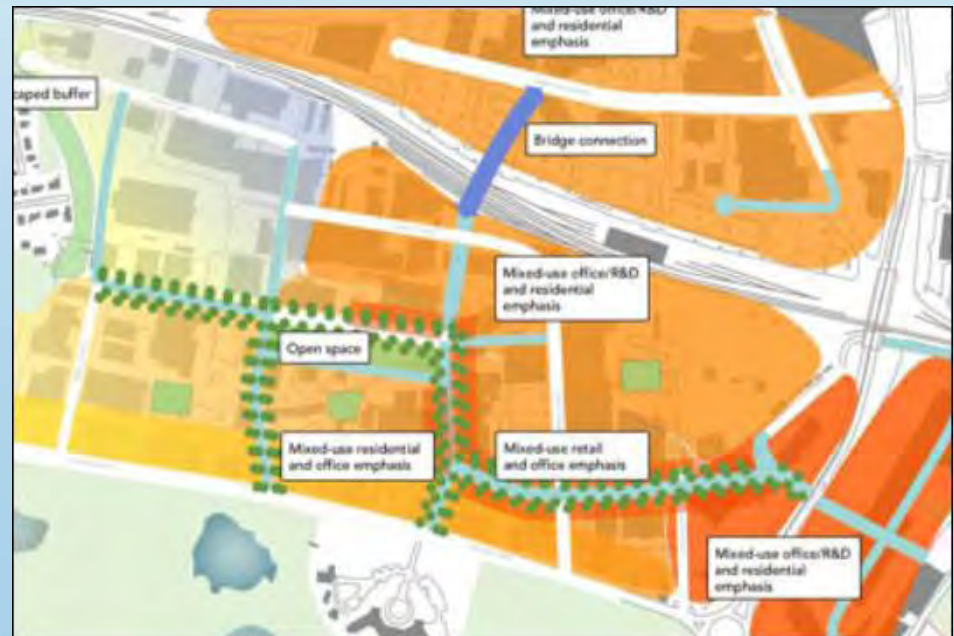 Mixed-use office/R&D
and residential
emphasis
caped buffer
Bridge connection
Mixed-use office/R&D
and residential
emphasis
Open space
Mixed-use residential
and office emphasis
Mixed-use retail
and office emphasis
Mixed-use office/R&D
and residential
emphasis